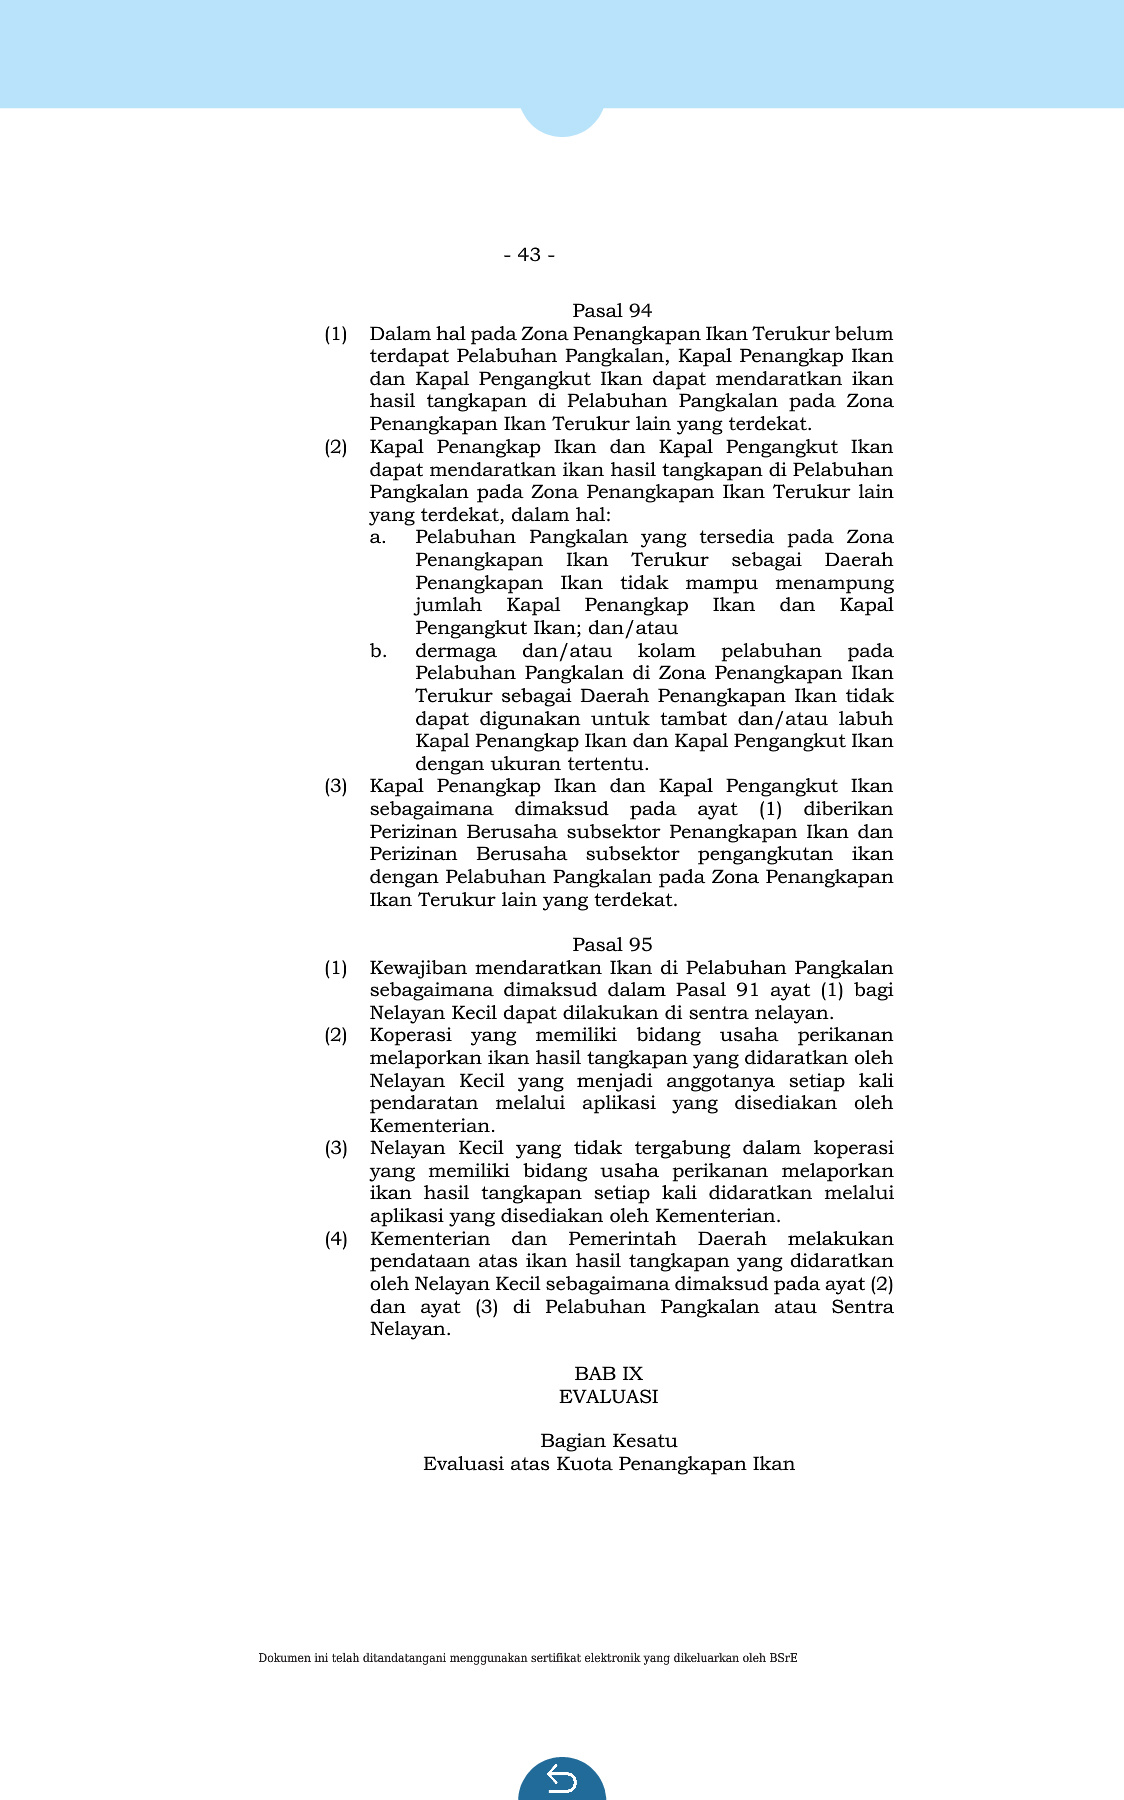 - 43 -
Pasal 94
(1) Dalam hal pada Zona Penangkapan Ikan Terukur belum
terdapat Pelabuhan Pangkalan, Kapal Penangkap Ikan
dan Kapal Pengangkut Ikan dapat mendaratkan ikan
hasil tangkapan di Pelabuhan Pangkalan pada Zona
Penangkapan Ikan Terukur lain yang terdekat.
(2) Kapal Penangkap Ikan dan Kapal Pengangkut Ikan
dapat mendaratkan ikan hasil tangkapan di Pelabuhan
Pangkalan pada Zona Penangkapan Ikan Terukur lain
yang terdekat, dalam hal:
a. Pelabuhan Pangkalan yang tersedia pada Zona
Penangkapan Ikan Terukur sebagai Daerah
Penangkapan Ikan tidak mampu menampung
jumlah Kapal Penangkap Ikan dan Kapal
Pengangkut Ikan; dan/atau
b. dermaga dan/atau kolam pelabuhan pada
Pelabuhan Pangkalan di Zona Penangkapan Ikan
Terukur sebagai Daerah Penangkapan Ikan tidak
dapat digunakan untuk tambat dan/atau labuh
Kapal Penangkap Ikan dan Kapal Pengangkut Ikan
dengan ukuran tertentu.
(3) Kapal Penangkap Ikan dan Kapal Pengangkut Ikan
sebagaimana dimaksud pada ayat (1) diberikan
Perizinan Berusaha subsektor Penangkapan Ikan dan
Perizinan Berusaha subsektor pengangkutan ikan
dengan Pelabuhan Pangkalan pada Zona Penangkapan
Ikan Terukur lain yang terdekat.
Pasal 95
(1) Kewajiban mendaratkan Ikan di Pelabuhan Pangkalan
sebagaimana dimaksud dalam Pasal 91 ayat (1) bagi
Nelayan Kecil dapat dilakukan di sentra nelayan.
(2) Koperasi yang memiliki bidang usaha perikanan
melaporkan ikan hasil tangkapan yang didaratkan oleh
Nelayan Kecil yang menjadi anggotanya setiap kali
pendaratan melalui aplikasi yang disediakan oleh
Kementerian.
(3) Nelayan Kecil yang tidak tergabung dalam koperasi
yang memiliki bidang usaha perikanan melaporkan
ikan hasil tangkapan setiap kali didaratkan melalui
aplikasi yang disediakan oleh Kementerian.
(4) Kementerian dan Pemerintah Daerah melakukan
pendataan atas ikan hasil tangkapan yang didaratkan
oleh Nelayan Kecil sebagaimana dimaksud pada ayat (2)
dan ayat (3) di Pelabuhan Pangkalan atau Sentra
Nelayan.
BAB IX
EVALUASI
Bagian Kesatu
Evaluasi atas Kuota Penangkapan Ikan
Dokumen ini telah ditandatangani menggunakan sertifikat elektronik yang dikeluarkan oleh BSrE